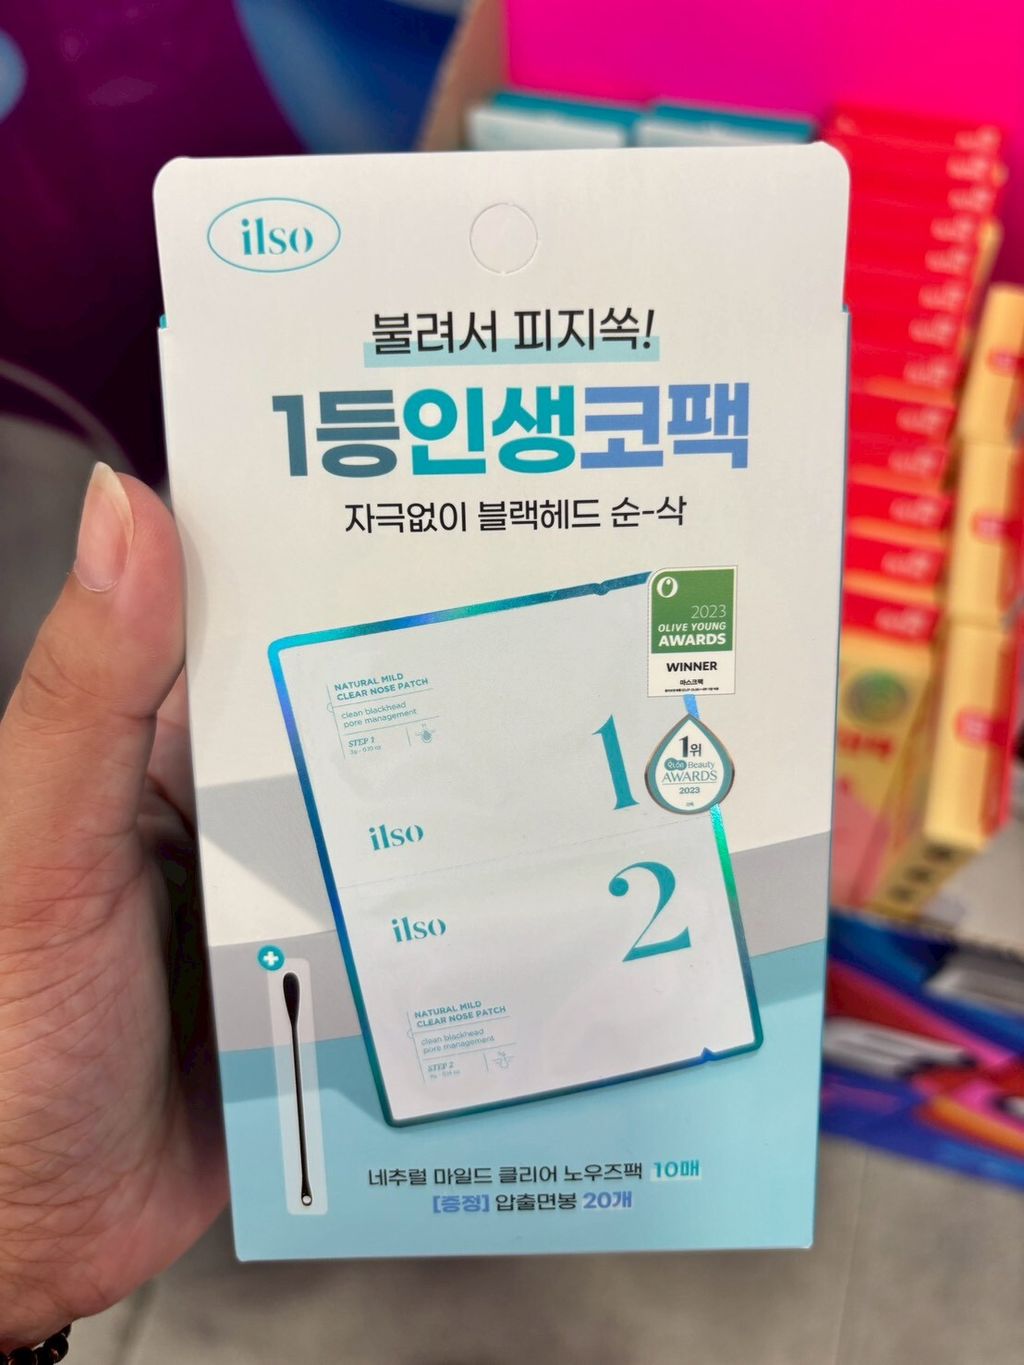 ilso
불려서 피지쏙!
1등인생코팩
자극없이 블랙헤드 순-삭
2023
OLIVE YOUNG
AWARDS
WINNER
마스크팩
NATURAL MILD
CLEAR NOSE PATCH
clean blackhead
pore management
STEP 1
1
1위
Beauty
AWARDS
2023
ilso
ilso
2
NATURAL MILD
CLEAR NOSE PATCH
clean blackhead
pore management
STEP 2
네추럴 마일드 클리어 노우즈팩 10매
[증정] 압출면봉 20개